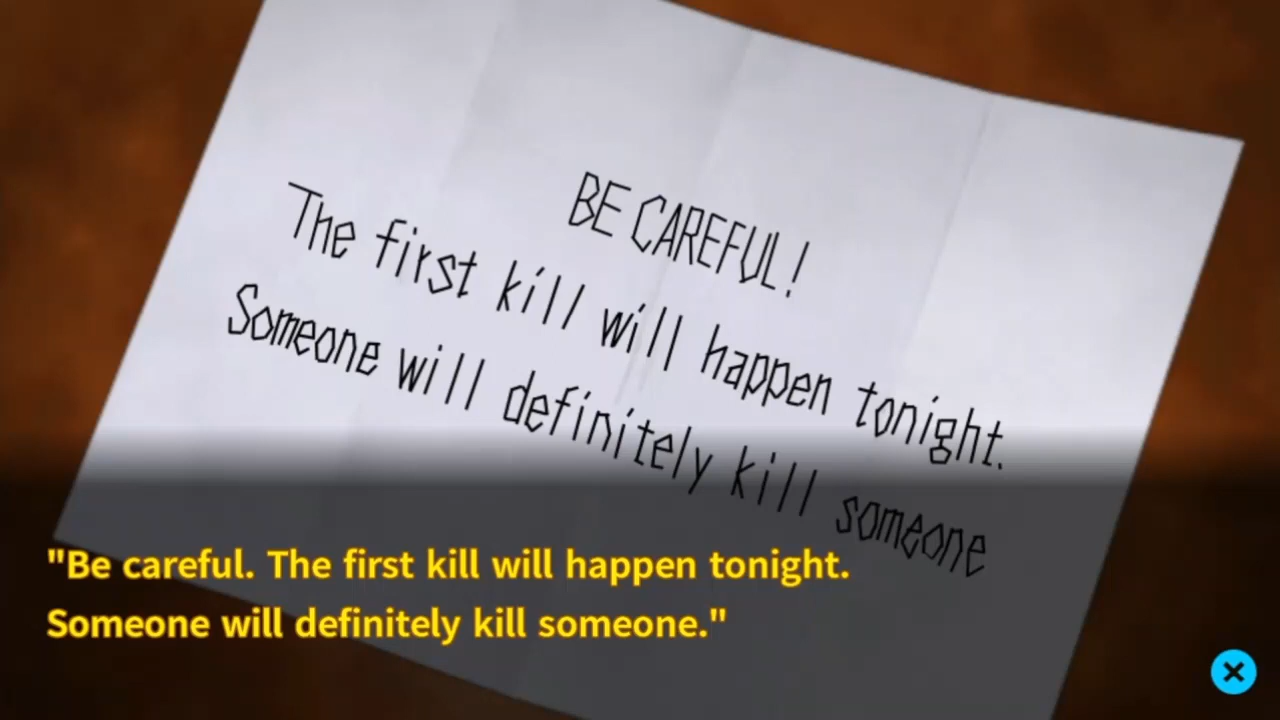 BE CAREFUL!
The first kill will happen tonight.
Someone will definitely kill someone
"Be careful. The first kill will happen tonight.
Someone will definitely kill someone."